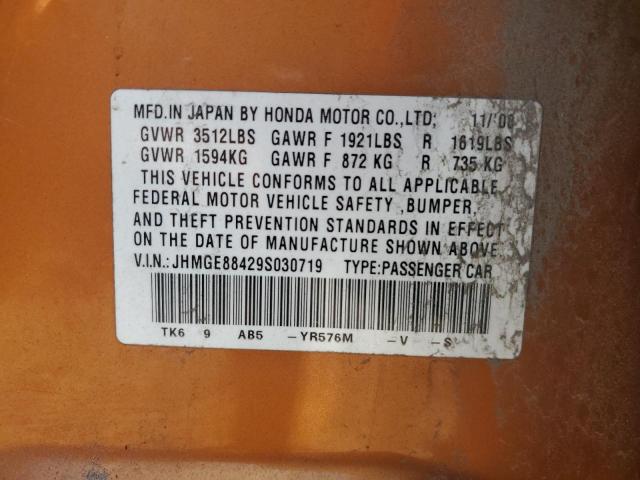 MFD.IN JAPAN BY HONDA MOTOR CO.,LTD; 11/'08
GVWR 3512LBS GAWR F 1921LBS R 1619LBS
GVWR 1594KG GAWR F 872 KG R 735 KG
THIS VEHICLE CONFORMS TO ALL APPLICABLE
FEDERAL MOTOR VEHICLE SAFETY ,BUMPER,
AND THEFT PREVENTION STANDARDS IN EFFECT
ON THE DATE OF MANUFACTURE SHOWN ABOVE.
V.I.N.: JHMGE88429S030719 TYPE:PASSENGER CAR
TK6 9 AB5 –YR576M –V –S